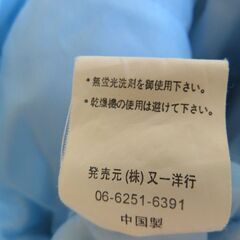 ・無蛍光洗剤を御使用下さい。
・乾燥機の使用は避けて下さい。
発売元(株)又一洋行
06-6251-6391
中国製